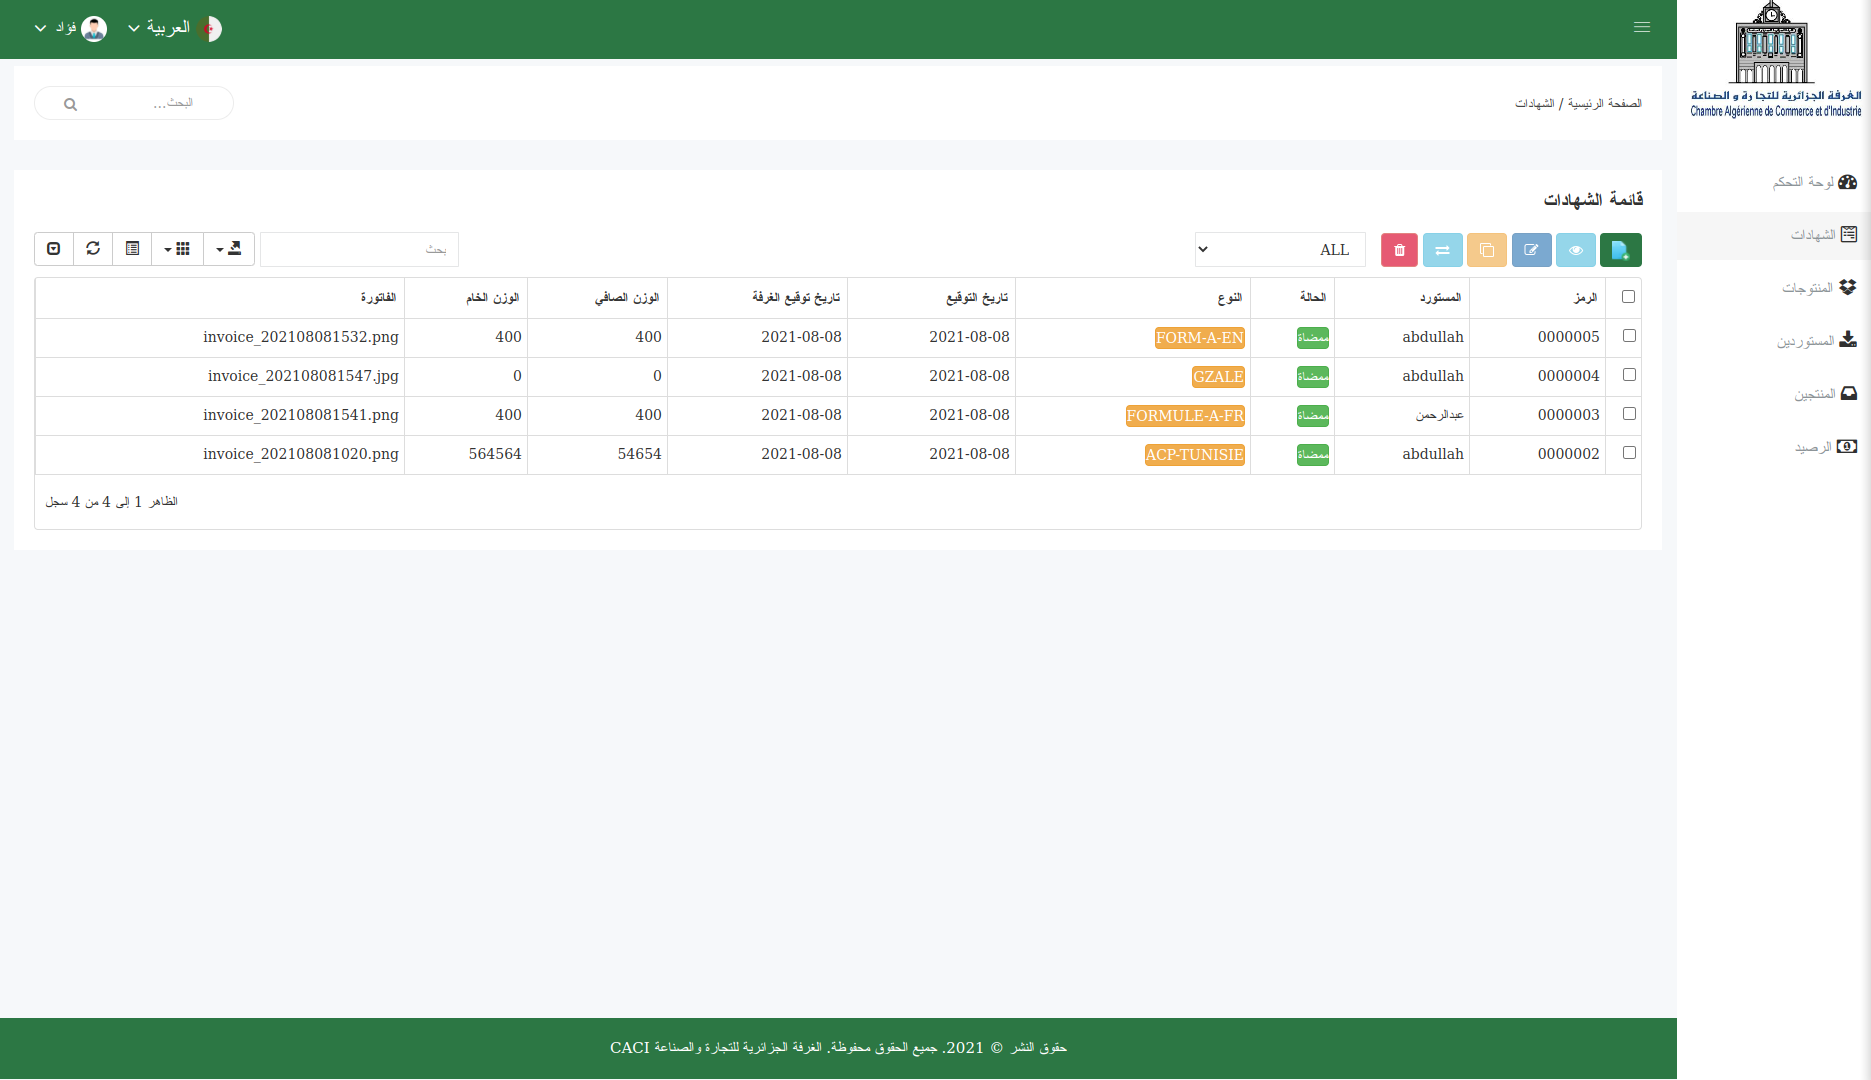 العربية
فؤاد
الغرفة الجزائرية للتجارة و الصناعة
Chambre Algérienne de Commerce et d'Industrie
لوحة التحكم
الشهادات
المنتوجات
المستوردين
المنتجين
الرصيد
الصفحة الرئيسية / الشهادات
البحث...
قائمة الشهادات
ALL
بحث
الرمز المستورد الحالة النوع تاريخ التوقيع تاريخ توقيع الغرفة الوزن الصافي الوزن الخام الفاتورة
0000005 abdullah ممضاة FORM-A-EN 2021-08-08 2021-08-08 400 400 invoice_202108081532.png
0000004 abdullah ممضاة GZALE 2021-08-08 2021-08-08 0 0 invoice_202108081547.jpg
0000003 عبدالرحمن ممضاة FORMULE-A-FR 2021-08-08 2021-08-08 400 400 invoice_202108081541.png
0000002 abdullah ممضاة ACP-TUNISIE 2021-08-08 2021-08-08 54654 564564 invoice_202108081020.png
الظاهر 1 إلى 4 من 4 سجل
حقوق النشر © 2021. جميع الحقوق محفوظة. الغرفة الجزائرية للتجارة والصناعة CACI